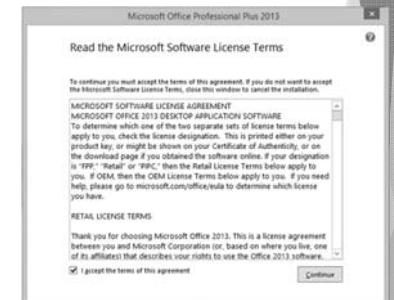 Microsoft Office Professional Plus 2013
Read the Microsoft Software License Terms
To continue you must accept the terms of this agreement. If you do not want to accept
the Microsoft Software License Terms, close this window to cancel the installation.
MICROSOFT SOFTWARE LICENSE AGREEMENT
MICROSOFT OFFICE 2013 DESKTOP APPLICATION SOFTWARE
To determine which one of the two separate sets of license terms below
apply to you, check the license designation. This is printed either on your
product key, or might be shown on your Certificate of Authenticity, or on
the download page if you obtained the software online. If your designation
is "FPP," "Retail" or "PIPC," then the Retail License Terms below apply to
you. If OEM, then the OEM License Terms below apply to you. If you need
help, please go to microsoft.com/office/eula to determine which license
you have.
RETAIL LICENSE TERMS
Thank you for choosing Microsoft Office 2013. This is a license agreement
between you and Microsoft Corporation (or, based on where you live, one
of its affiliates) that describes your rights to use the Office 2013 software.
I accept the terms of this agreement
Continue